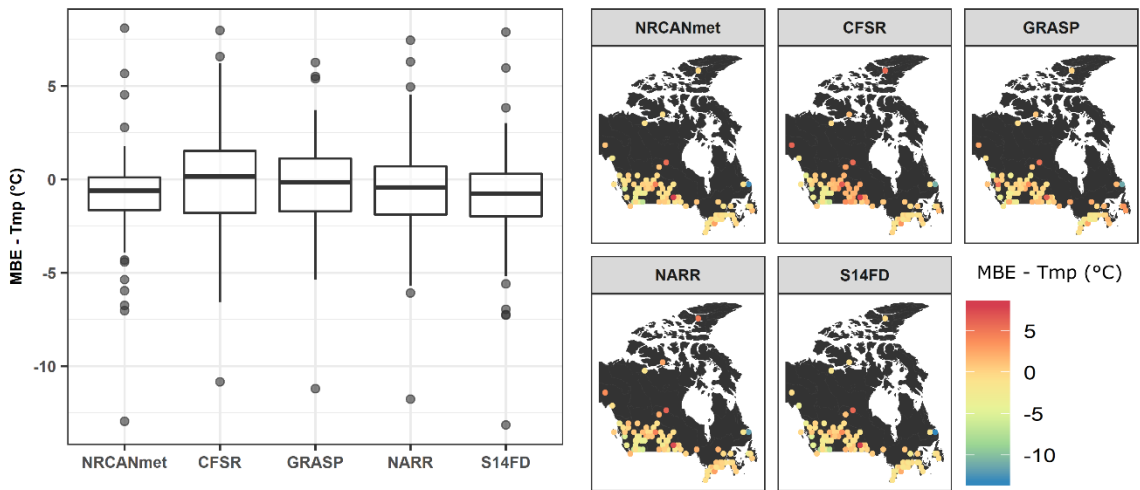 MBE - Tmp (°C)
5
0
-5
-10
NRCANmet CFSR GRASP NARR S14FD
NRCANmet CFSR GRASP
NARR S14FD
MBE - Tmp (°C)
5
0
-5
-10